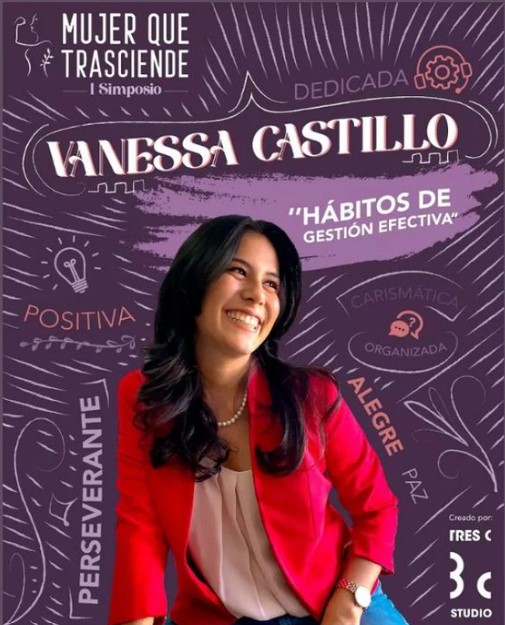 MUJER QUE
TRASCIENDE
I Simposio
DEDICADA
VANESSA CASTILLO
''HÁBITOS DE
GESTIÓN EFECTIVA"
POSITIVA
CARISMÁTICA
ORGANIZADA
ALEGRE
PAZ
PERSEVERANTE
Creado por:
TRES
STUDIO